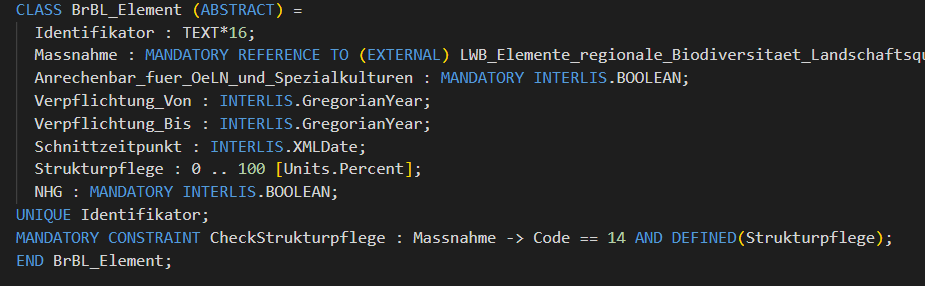 CLASS BrBL_Element (ABSTRACT) =
Identifikator : TEXT*16;
Massnahme : MANDATORY REFERENCE TO (EXTERNAL) LWB_Elemente_regionale_Biodiversitaet_Landschaftsqu
Anrechenbar_fuer_OeLN_und_Spezialkulturen : MANDATORY INTERLIS.BOOLEAN;
Verpflichtung_Von : INTERLIS.GregorianYear;
Verpflichtung_Bis : INTERLIS.GregorianYear;
Schnittzeitpunkt : INTERLIS.XMLDate;
Strukturpflege : 0 .. 100 [Units.Percent];
NHG : MANDATORY INTERLIS.BOOLEAN;
UNIQUE Identifikator;
MANDATORY CONSTRAINT CheckStrukturpflege : Massnahme -> Code == 14 AND DEFINED(Strukturpflege);
END BrBL_Element;